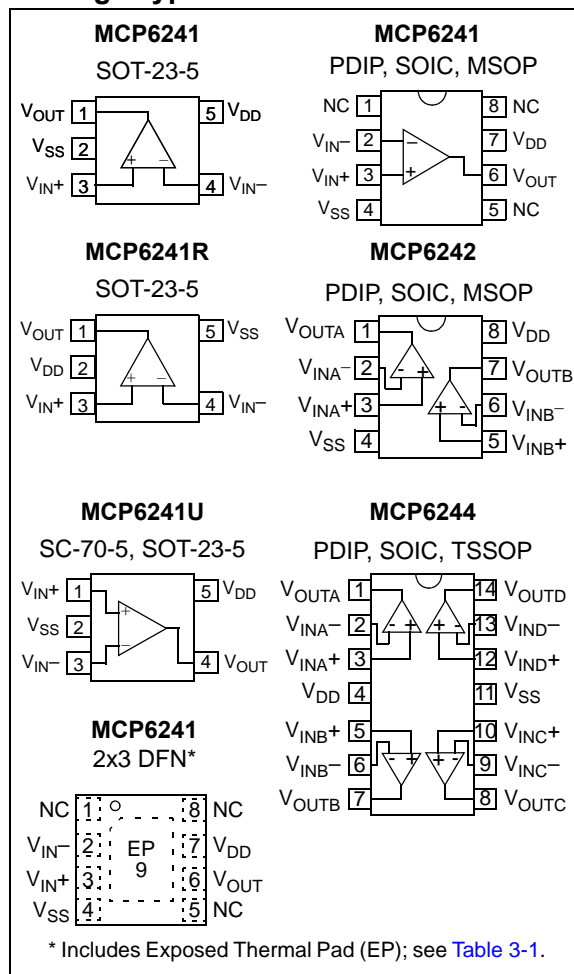 MCP6241
SOT-23-5
VOUT 1
5 VDD
VSS 2
VIN+ 3
4 VIN–
+ –
MCP6241
PDIP, SOIC, MSOP
NC 1
8 NC
VIN– 2
7 VDD
VIN+ 3
6 VOUT
VSS 4
5 NC
–
+
MCP6241R
SOT-23-5
VOUT 1
5 VSS
VDD 2
VIN+ 3
4 VIN–
+ –
MCP6242
PDIP, SOIC, MSOP
VOUTA 1
8 VDD
VINA– 2
7 VOUTB
VINA+ 3
6 VINB–
VSS 4
5 VINB+
- +
+ -
MCP6241U
SC-70-5, SOT-23-5
VIN+ 1
5 VDD
VSS 2
VIN– 3
4 VOUT
+
–
MCP6244
PDIP, SOIC, TSSOP
VOUTA 1
14 VOUTD
VINA– 2
13 VIND–
VINA+ 3
12 VIND+
VDD 4
11 VSS
VINB+ 5
10 VINC+
VINB– 6
9 VINC–
VOUTB 7
8 VOUTC
- +
+ -
- +
+ -
MCP6241
2x3 DFN*
NC 1
8 NC
VIN– 2
7 VDD
VIN+ 3
6 VOUT
VSS 4
5 NC
EP
9
* Includes Exposed Thermal Pad (EP); see Table 3-1.